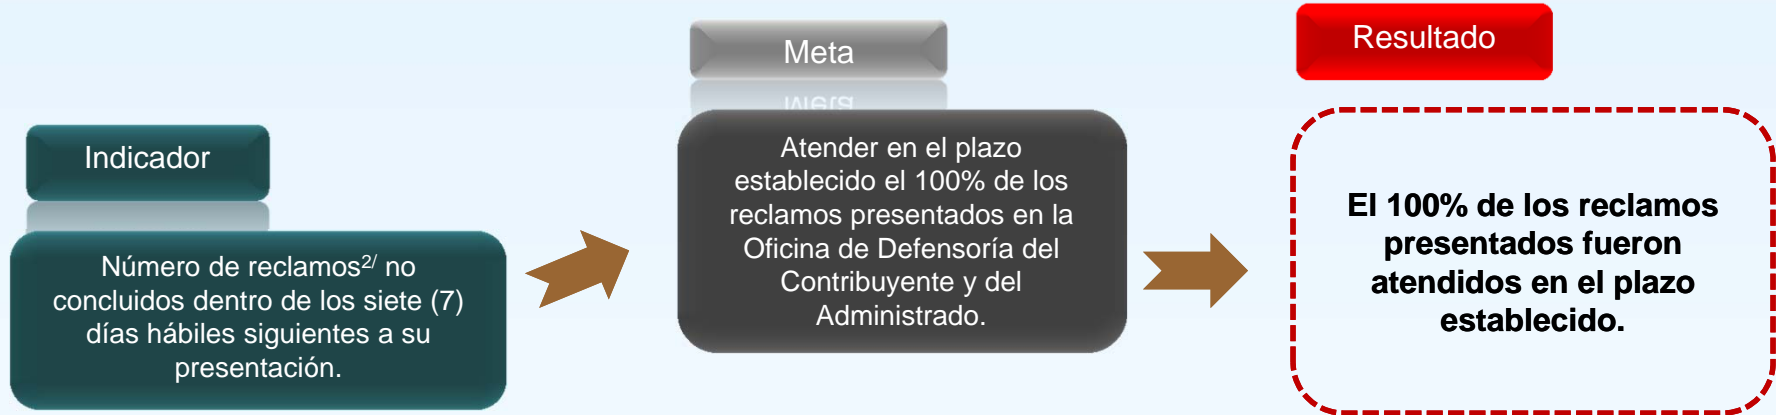 Indicador
Número de reclamos2/ no
concluidos dentro de los siete (7)
días hábiles siguientes a su
presentación.
Meta
Atender en el plazo
establecido el 100% de los
reclamos presentados en la
Oficina de Defensoría del
Contribuyente y del
Administrado.
Resultado
El 100% de los reclamos
presentados fueron
atendidos en el plazo
establecido.